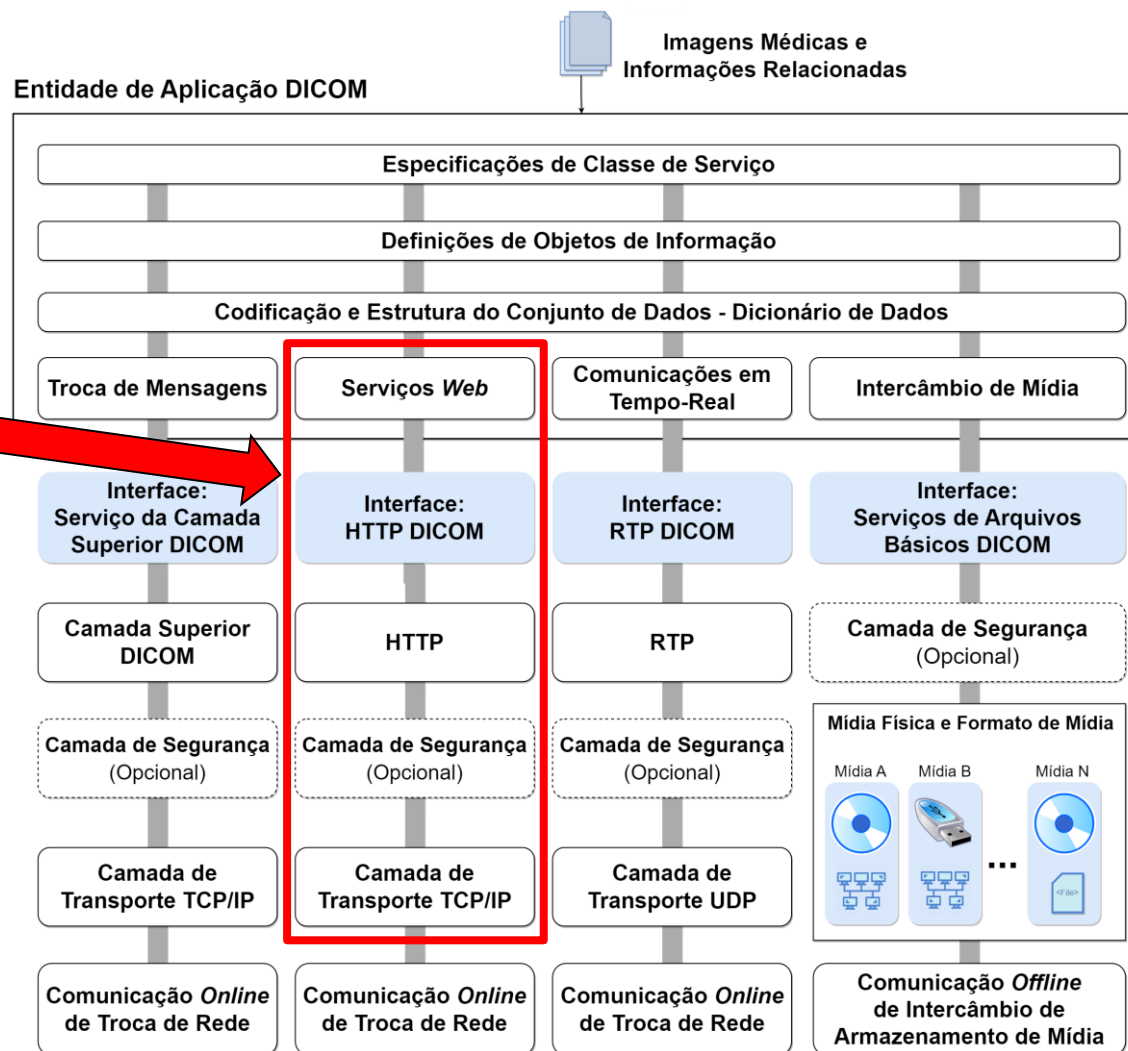 Imagens Médicas e
Informações Relacionadas
Entidade de Aplicação DICOM
Especificações de Classe de Serviço
Definições de Objetos de Informação
Codificação e Estrutura do Conjunto de Dados - Dicionário de Dados
Troca de Mensagens
Serviços Web
Comunicações em
Tempo-Real
Intercâmbio de Mídia
Interface:
Serviço da Camada
Superior DICOM
Interface:
HTTP DICOM
Interface:
RTP DICOM
Interface:
Serviços de Arquivos
Básicos DICOM
Camada Superior
DICOM
HTTP
RTP
Camada de Segurança
(Opcional)
Camada de Segurança
(Opcional)
Camada de Segurança
(Opcional)
Camada de Segurança
(Opcional)
Mídia Física e Formato de Mídia
Mídia A
Mídia B
Mídia N
...
<File>
Camada de
Transporte TCP/IP
Camada de
Transporte TCP/IP
Camada de
Transporte UDP
Comunicação Online
de Troca de Rede
Comunicação Online
de Troca de Rede
Comunicação Online
de Troca de Rede
Comunicação Offline
de Intercâmbio de
Armazenamento de Mídia